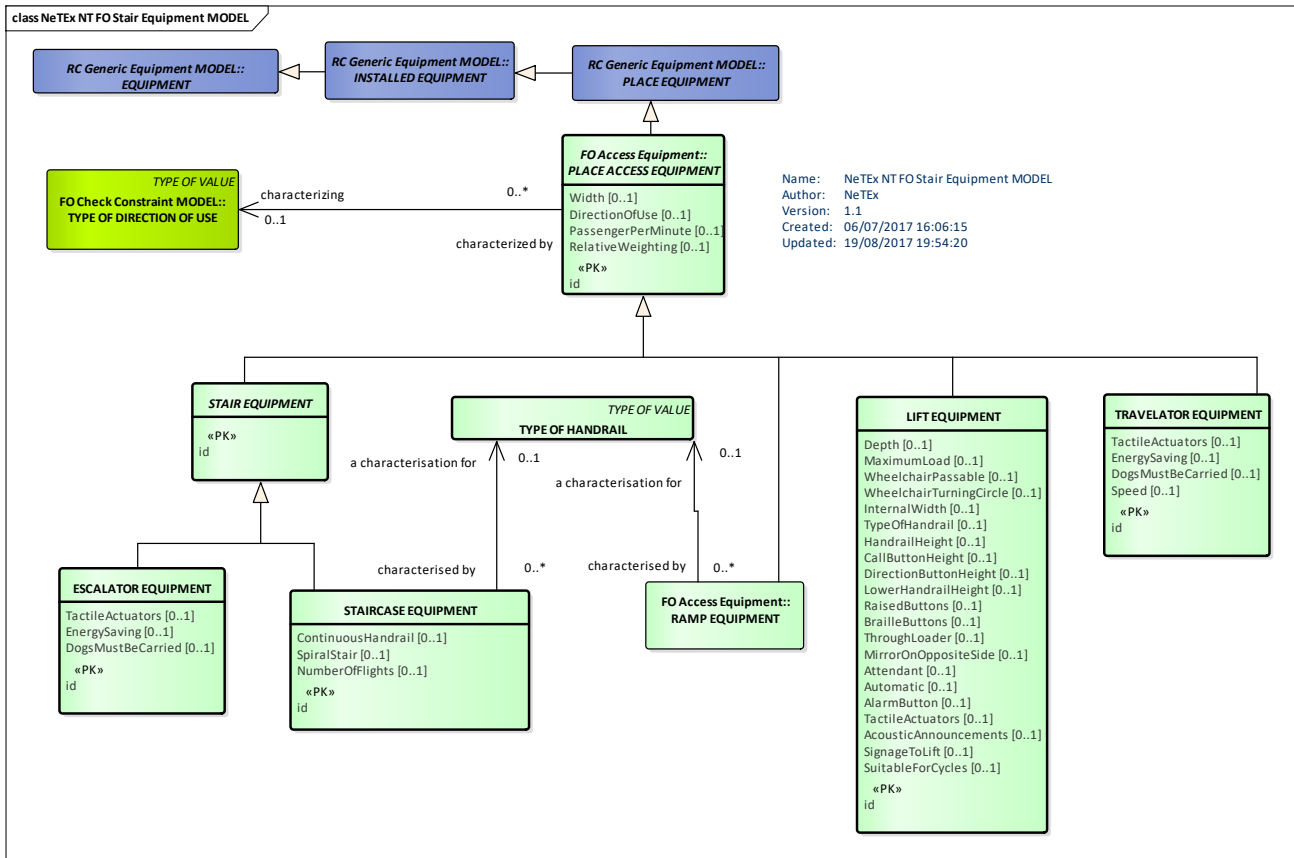 class NeTEx NT FO Stair Equipment MODEL
RC Generic Equipment MODEL::
EQUIPMENT
RC Generic Equipment MODEL::
INSTALLED EQUIPMENT
RC Generic Equipment MODEL::
PLACE EQUIPMENT
TYPE OF VALUE
FO Check Constraint MODEL::
TYPE OF DIRECTION OF USE
characterizing
0..1
0..*
characterized by
FO Access Equipment::
PLACE ACCESS EQUIPMENT
Width [0..1]
DirectionOfUse [0..1]
PassengerPerMinute [0..1]
RelativeWeighting [0..1]
«PK»
id
Name: NeTEx NT FO Stair Equipment MODEL
Author: NeTEx
Version: 1.1
Created: 06/07/2017 16:06:15
Updated: 19/08/2017 19:54:20
STAIR EQUIPMENT
«PK»
id
TYPE OF VALUE
TYPE OF HANDRAIL
a characterisation for
0..1
0..1
a characterisation for
characterised by
0..*
characterised by
0..*
ESCALATOR EQUIPMENT
TactileActuators [0..1]
EnergySaving [0..1]
DogsMustBeCarried [0..1]
«PK»
id
STAIRCASE EQUIPMENT
ContinuousHandrail [0..1]
SpiralStair [0..1]
NumberOfFlights [0..1]
«PK»
id
FO Access Equipment::
RAMP EQUIPMENT
LIFT EQUIPMENT
Depth [0..1]
MaximumLoad [0..1]
WheelchairPassable [0..1]
WheelchairTurningCircle [0..1]
InternalWidth [0..1]
TypeOfHandrail [0..1]
HandrailHeight [0..1]
CallButtonHeight [0..1]
DirectionButtonHeight [0..1]
LowerHandrailHeight [0..1]
RaisedButtons [0..1]
BrailleButtons [0..1]
ThroughLoader [0..1]
MirrorOnOppositeSide [0..1]
Attendant [0..1]
Automatic [0..1]
AlarmButton [0..1]
TactileActuators [0..1]
AcousticAnnouncements [0..1]
SignageToLift [0..1]
SuitableForCycles [0..1]
«PK»
id
TRAVELATOR EQUIPMENT
TactileActuators [0..1]
EnergySaving [0..1]
DogsMustBeCarried [0..1]
Speed [0..1]
«PK»
id